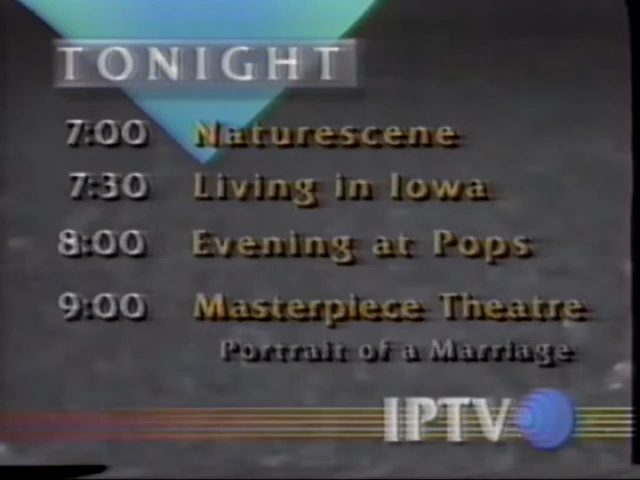 TONIGHT
7:00 Naturescene
7:30 Living in Iowa
8:00 Evening at Pops
9:00 Masterpiece Theatre
Portrait of a Marriage
IPTV